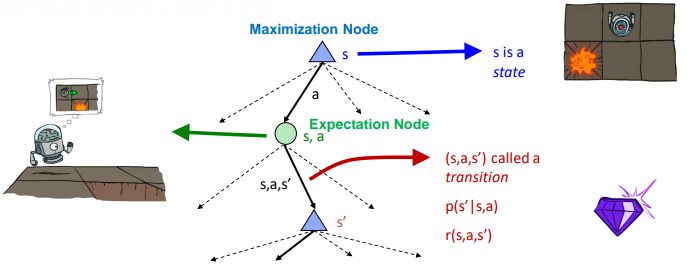 Maximization Node
s
s is a
state
a
Expectation Node
s, a
s,a,s’
(s,a,s’) called a
transition
p(s’|s,a)
r(s,a,s’)
s’